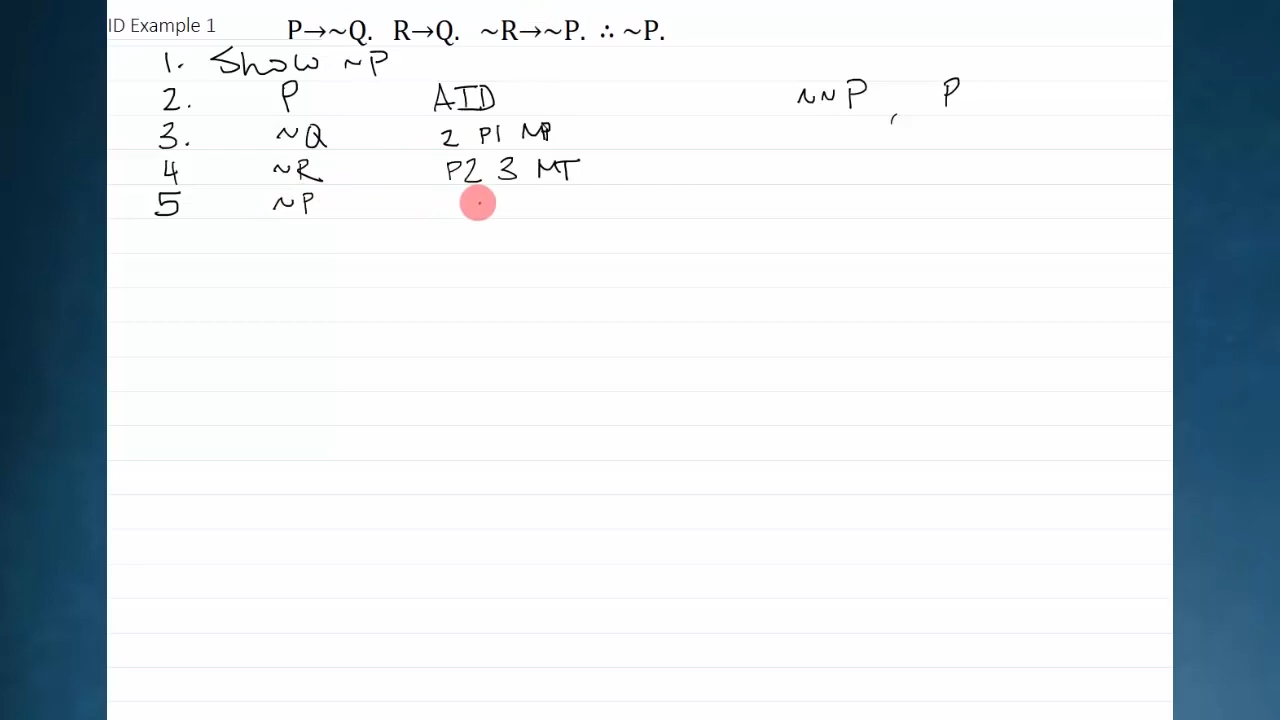 ID Example 1 P→~Q. R→Q. ~R→~P. ∴ ~P.
1. Show ~P
2. P AID ~~P , P
3. ~Q 2 P1 MP
4 ~R P2 3 MT
5 ~P